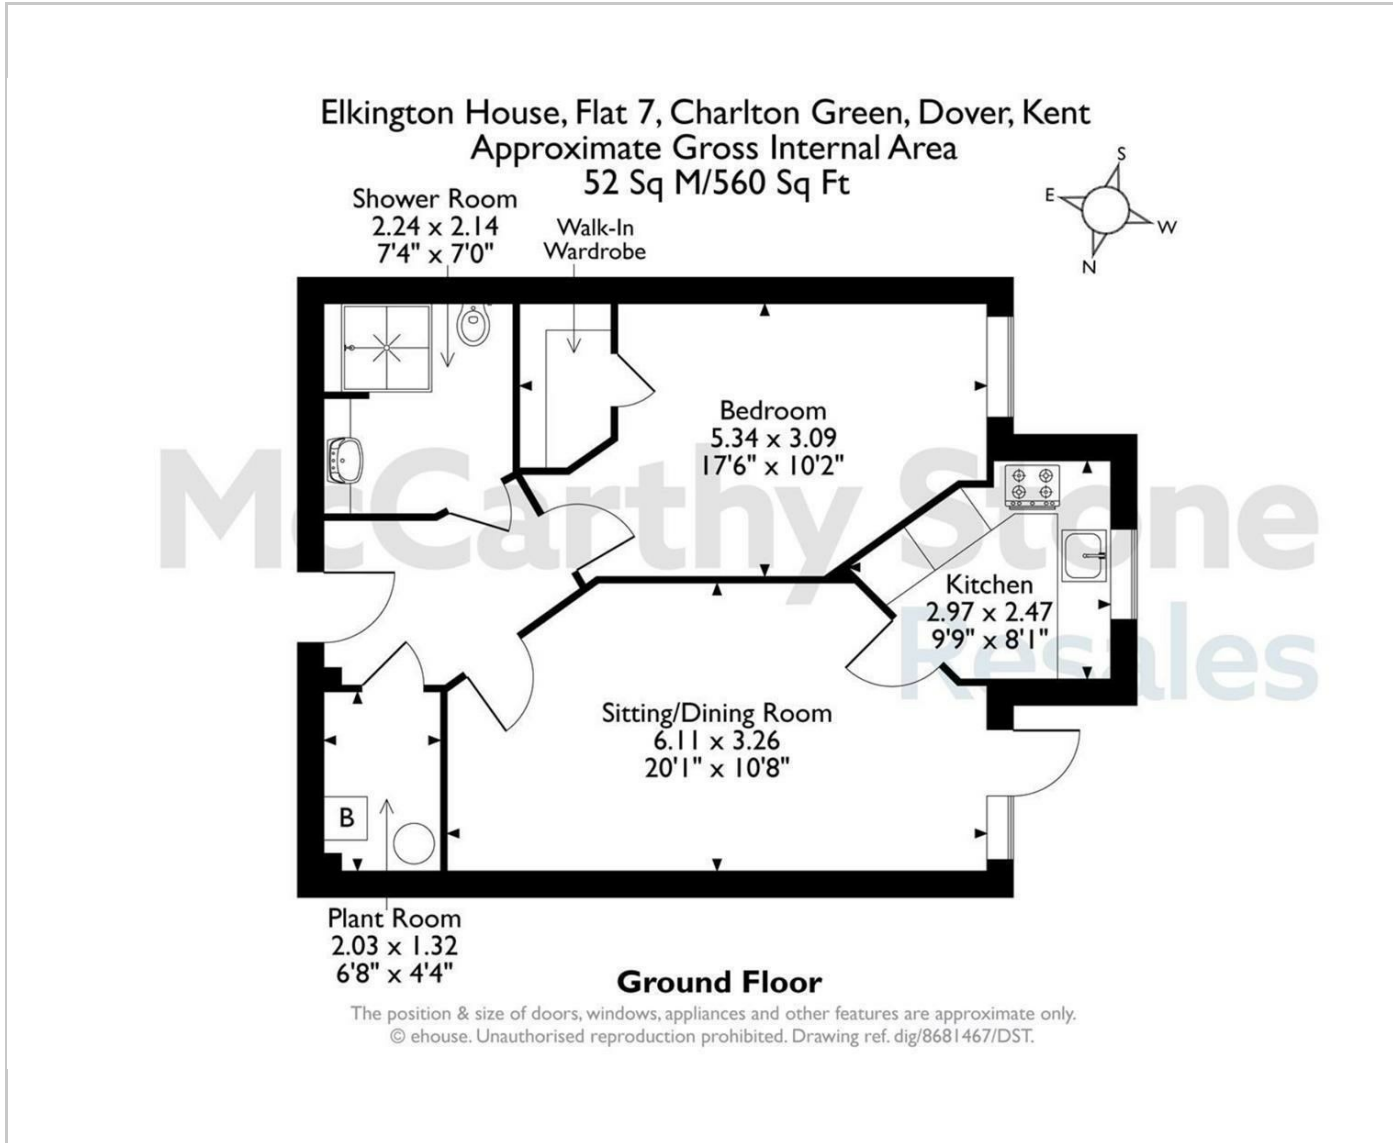 Elkington House, Flat 7, Charlton Green, Dover, Kent
Approximate Gross Internal Area
52 Sq M/560 Sq Ft
S
E
W
N
Shower Room
2.24 x 2.14
7'4" x 7'0"
Walk-In
Wardrobe
Bedroom
5.34 x 3.09
17'6" x 10'2"
McCarthy Stone
Resales
Kitchen
2.97 x 2.47
9'9" x 8'1"
Sitting/Dining Room
6.11 x 3.26
20'1" x 10'8"
B
Plant Room
2.03 x 1.32
6'8" x 4'4"
Ground Floor
The position & size of doors, windows, appliances and other features are approximate only.
© ehouse. Unauthorised reproduction prohibited. Drawing ref. dig/8681467/DST.